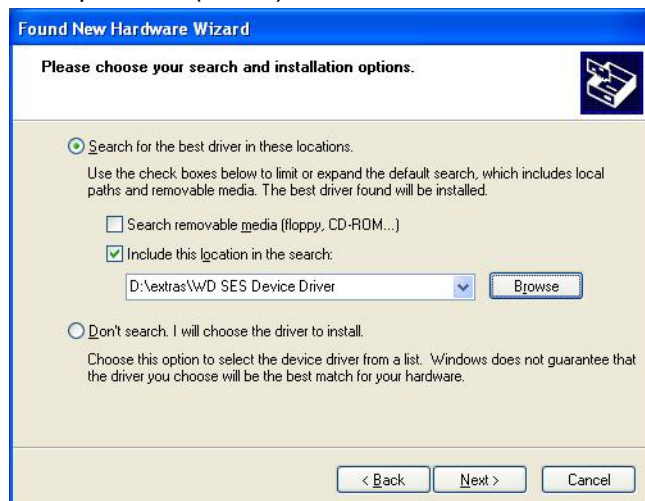 Found New Hardware Wizard
Please choose your search and installation options.
Search for the best driver in these locations.
Use the check boxes below to limit or expand the default search, which includes local
paths and removable media. The best driver found will be installed.
Search removable media (floppy, CD-ROM...)
Include this location in the search:
D:\extras\WD SES Device Driver
Browse
Don't search. I will choose the driver to install.
Choose this option to select the device driver from a list. Windows does not guarantee that
the driver you choose will be the best match for your hardware.
< Back
Next >
Cancel